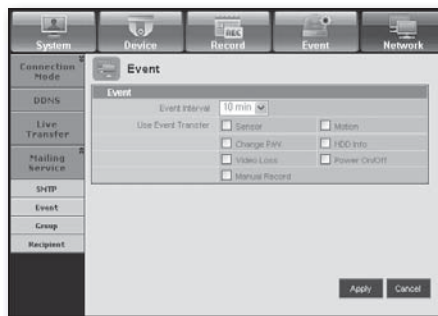 REC
System Device Record Event Network
Connection Mode
DDNS
Live Transfer
Mailing Service
SMTP
Event
Group
Recipient
Event
Event
Event Interval 10 min
Use Event Transfer Sensor Motion
Change P/W HDD Info
Video Loss Power On/Off
Manual Record
Apply Cancel